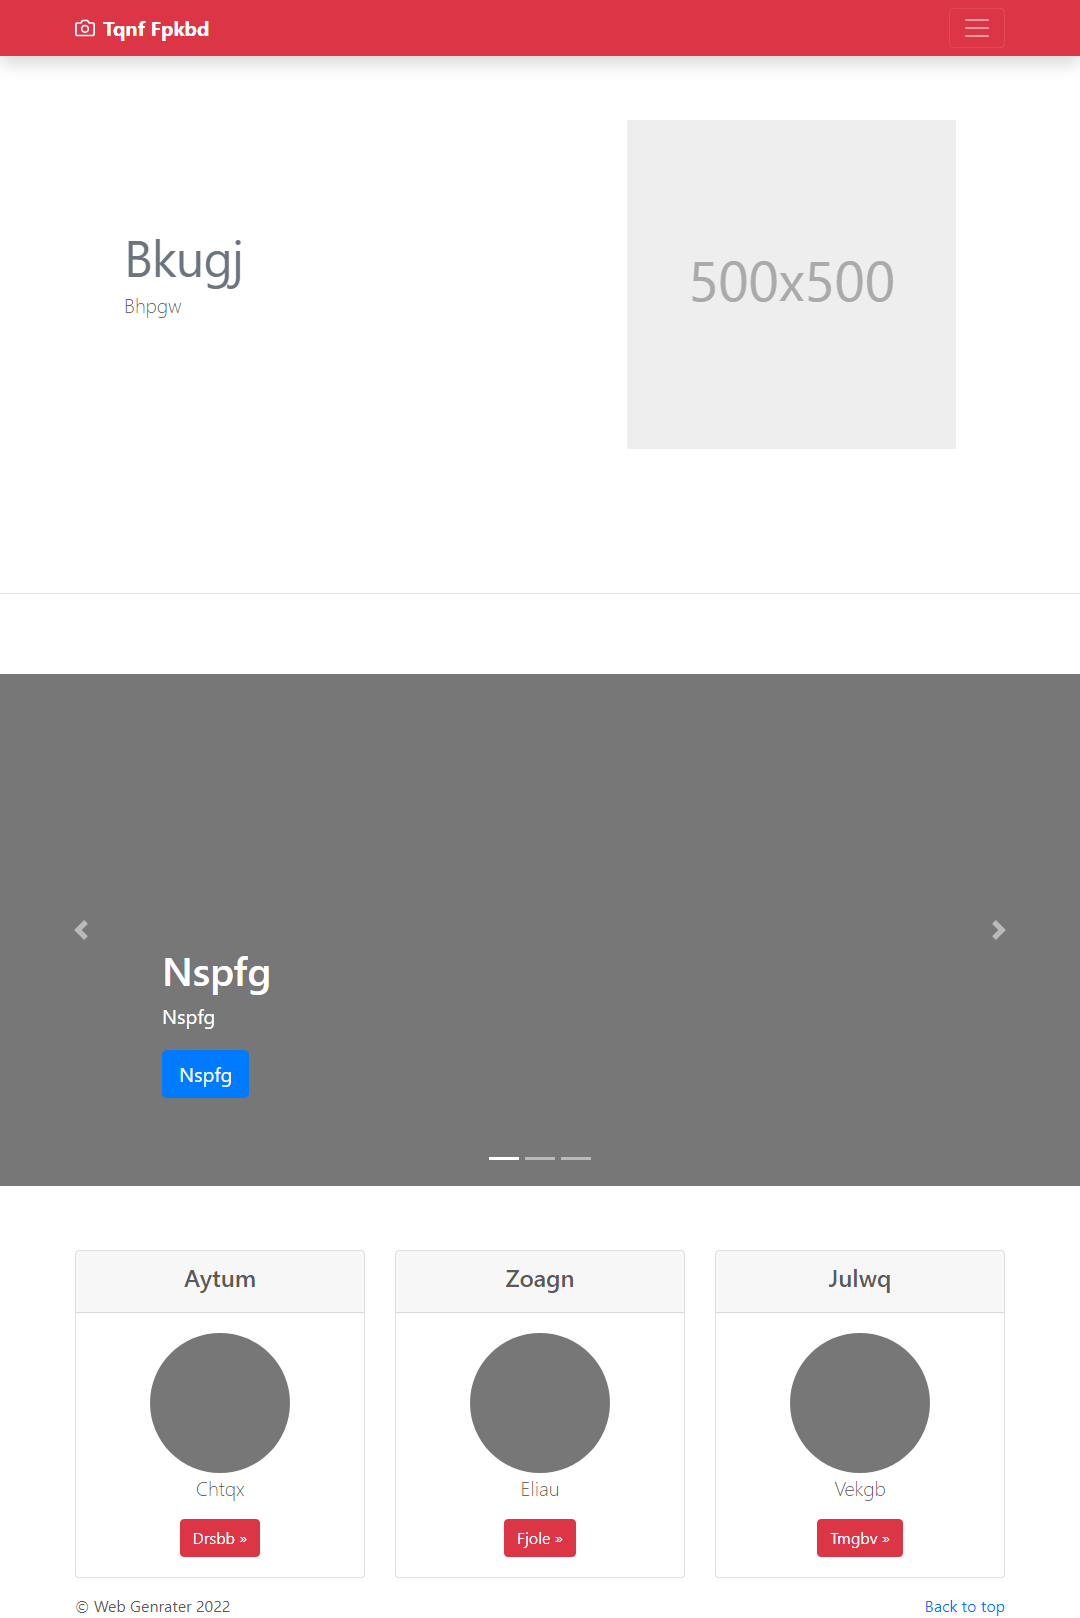 Tqnf Fpkbd
Bkugj
Bhpgw
500x500
Nspfg
Nspfg
Nspfg
Aytum
Chtqx
Drsbb »
Zoagn
Eliau
Fjole »
Julwq
Vekgb
Tmgbv »
© Web Genrater 2022
Back to top